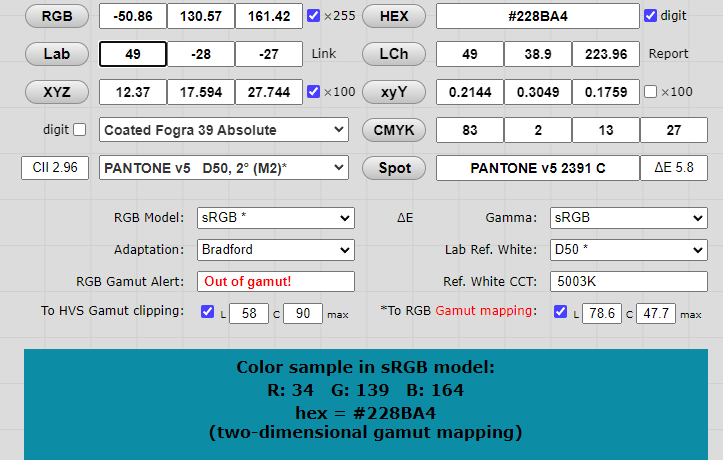 RGB -50.86 130.57 161.42 ×255 HEX #228BA4 digit
Lab 49 -28 -27 Link LCh 49 38.9 223.96 Report
XYZ 12.37 17.594 27.744 ×100 xyY 0.2144 0.3049 0.1759 ×100
digit Coated Fogra 39 Absolute CMYK 83 2 13 27
CII 2.96 PANTONE v5 D50, 2° (M2)* Spot PANTONE v5 2391 C ΔE 5.8
RGB Model: sRGB * ΔE Gamma: sRGB
Adaptation: Bradford Lab Ref. White: D50 *
RGB Gamut Alert: Out of gamut! Ref. White CCT: 5003K
To HVS Gamut clipping: L 58 C 90 max *To RGB Gamut mapping: L 78.6 C 47.7 max
Color sample in sRGB model:
R: 34 G: 139 B: 164
hex = #228BA4
(two-dimensional gamut mapping)